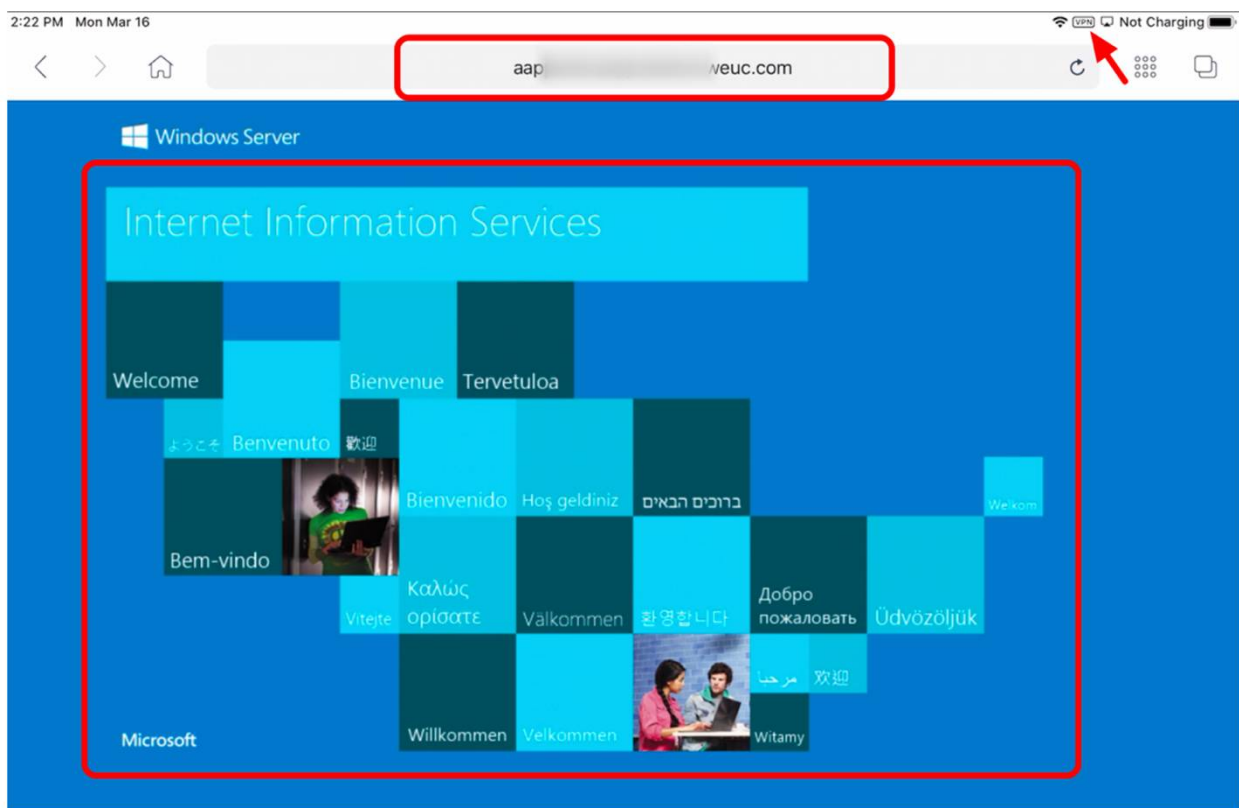 2:22 PM Mon Mar 16
VPN Not Charging
aap weuc.com
Windows Server
Internet Information Services
Welcome
Bienvenue
Tervetuloa
ようこそ
Benvenuto
歡迎
Bienvenido
Hoş geldiniz
ברוכים הבאים
Welkom
Bem-vindo
Vítejte
Καλώς
ορίσατε
Välkommen
환영합니다
Добро
пожаловать
Üdvözöljük
مرحبا
欢迎
Microsoft
Willkommen
Velkommen
Witamy